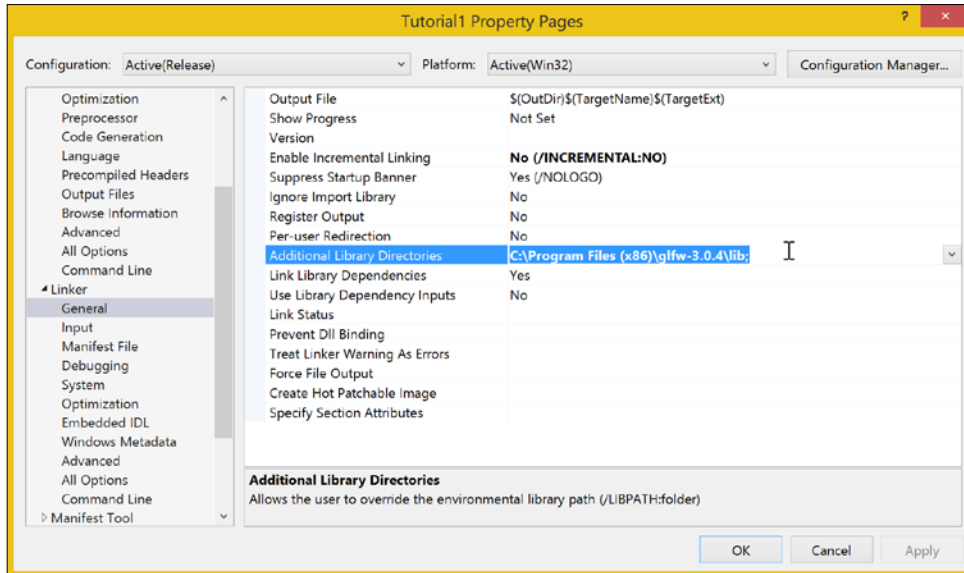 Tutorial1 Property Pages
? ×
Configuration: Active(Release) Platform: Active(Win32) Configuration Manager...
Optimization
Preprocessor
Code Generation
Language
Precompiled Headers
Output Files
Browse Information
Advanced
All Options
Command Line
Linker
General
Input
Manifest File
Debugging
System
Optimization
Embedded IDL
Windows Metadata
Advanced
All Options
Command Line
Manifest Tool
Output File $(OutDir)$(TargetName)$(TargetExt)
Show Progress Not Set
Version
Enable Incremental Linking No (/INCREMENTAL:NO)
Suppress Startup Banner Yes (/NOLOGO)
Ignore Import Library No
Register Output No
Per-user Redirection No
Additional Library Directories C:\Program Files (x86)\glfw-3.0.4\lib;
Link Library Dependencies Yes
Use Library Dependency Inputs No
Link Status
Prevent Dll Binding
Treat Linker Warning As Errors
Force File Output
Create Hot Patchable Image
Specify Section Attributes
Additional Library Directories
Allows the user to override the environmental library path (/LIBPATH:folder)
OK Cancel Apply